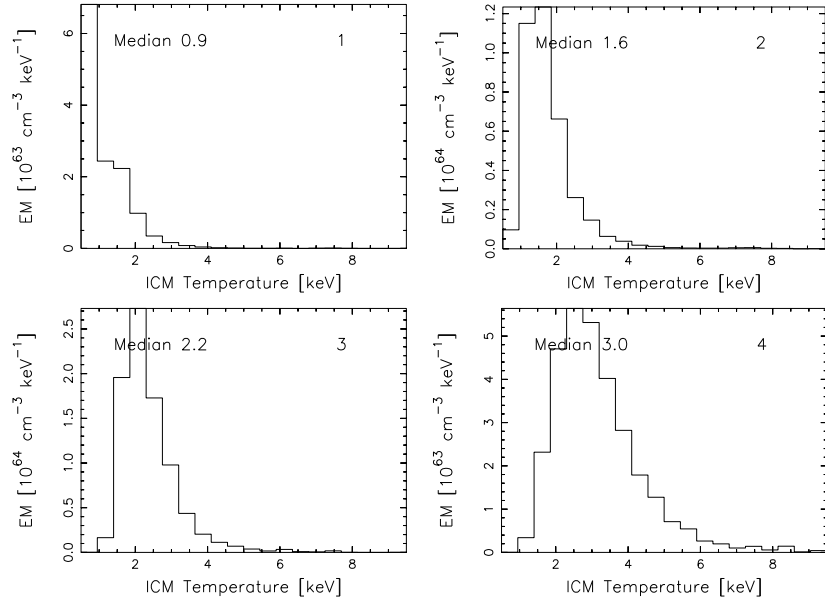 Median 0.9
1
EM [10^63 cm^-3 keV^-1]
0 2 4 6
2 4 6 8
ICM Temperature [keV]
Median 1.6
2
EM [10^64 cm^-3 keV^-1]
0.0 0.2 0.4 0.6 0.8 1.0 1.2
2 4 6 8
ICM Temperature [keV]
Median 2.2
3
EM [10^64 cm^-3 keV^-1]
0.0 0.5 1.0 1.5 2.0 2.5
2 4 6 8
ICM Temperature [keV]
Median 3.0
4
EM [10^63 cm^-3 keV^-1]
0 1 2 3 4 5
2 4 6 8
ICM Temperature [keV]